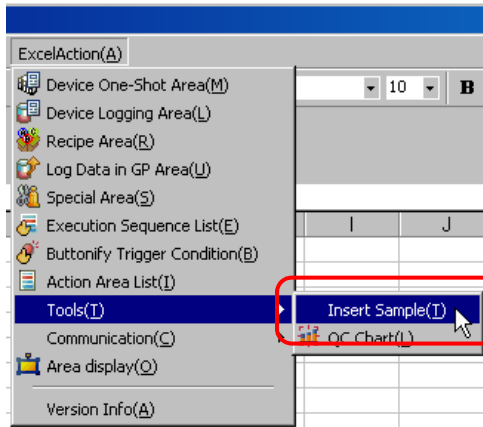 ExcelAction(A)
Device One-Shot Area(M)
10 B
Device Logging Area(L)
Recipe Area(R)
Log Data in GP Area(U)
Special Area(S)
Execution Sequence List(E)
I J
Buttonify Trigger Condition(B)
Action Area List(I)
Tools(T)
Insert Sample(T)
Communication(C)
QC Chart(L)
Area display(O)
Version Info(A)